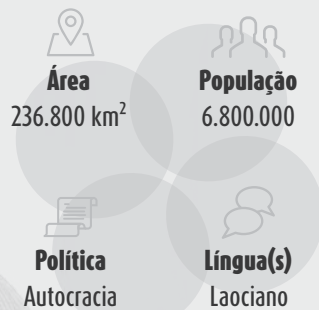 Área
236.800 km²
População
6.800.000
Política
Autocracia
Língua(s)
Laociano